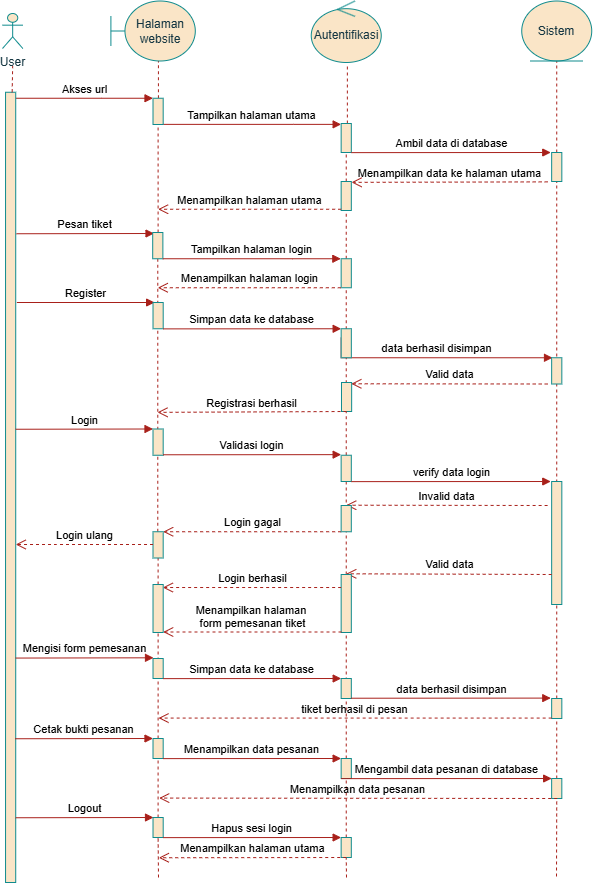 Halaman
website
Autentifikasi
Sistem
User
Akses url
Tampilkan halaman utama
Ambil data di database
Menampilkan data ke halaman utama
Menampilkan halaman utama
Pesan tiket
Tampilkan halaman login
Menampilkan halaman login
Register
Simpan data ke database
data berhasil disimpan
Valid data
Registrasi berhasil
Login
Validasi login
verify data login
Invalid data
Login gagal
Login ulang
Valid data
Login berhasil
Menampilkan halaman
form pemesanan tiket
Mengisi form pemesanan
Simpan data ke database
data berhasil disimpan
tiket berhasil di pesan
Cetak bukti pesanan
Menampilkan data pesanan
Mengambil data pesanan di database
Menampilkan data pesanan
Logout
Hapus sesi login
Menampilkan halaman utama